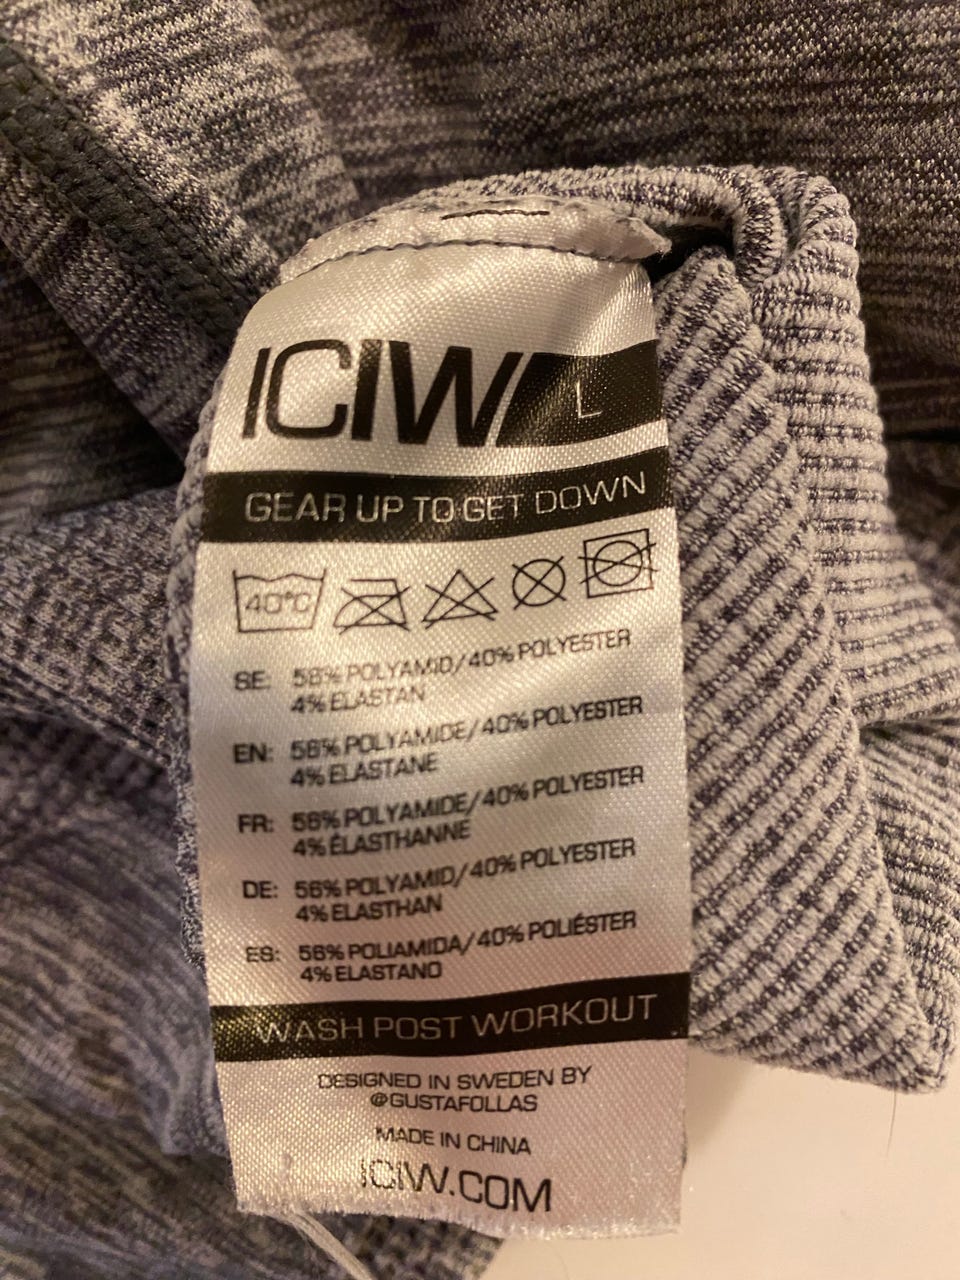 ICIW L
GEAR UP TO GET DOWN
40°C
SE: 56% POLYAMID/40% POLYESTER
4% ELASTAN
EN: 56% POLYAMIDE/40% POLYESTER
4% ELASTANE
FR: 56% POLYAMIDE/40% POLYESTER
4% ÉLASTHANNE
DE: 56% POLYAMID/40% POLYESTER
4% ELASTHAN
ES: 56% POLIAMIDA/40% POLIÉSTER
4% ELASTANO
WASH POST WORKOUT
DESIGNED IN SWEDEN BY
@GUSTAFOLLAS
MADE IN CHINA
ICIW.COM